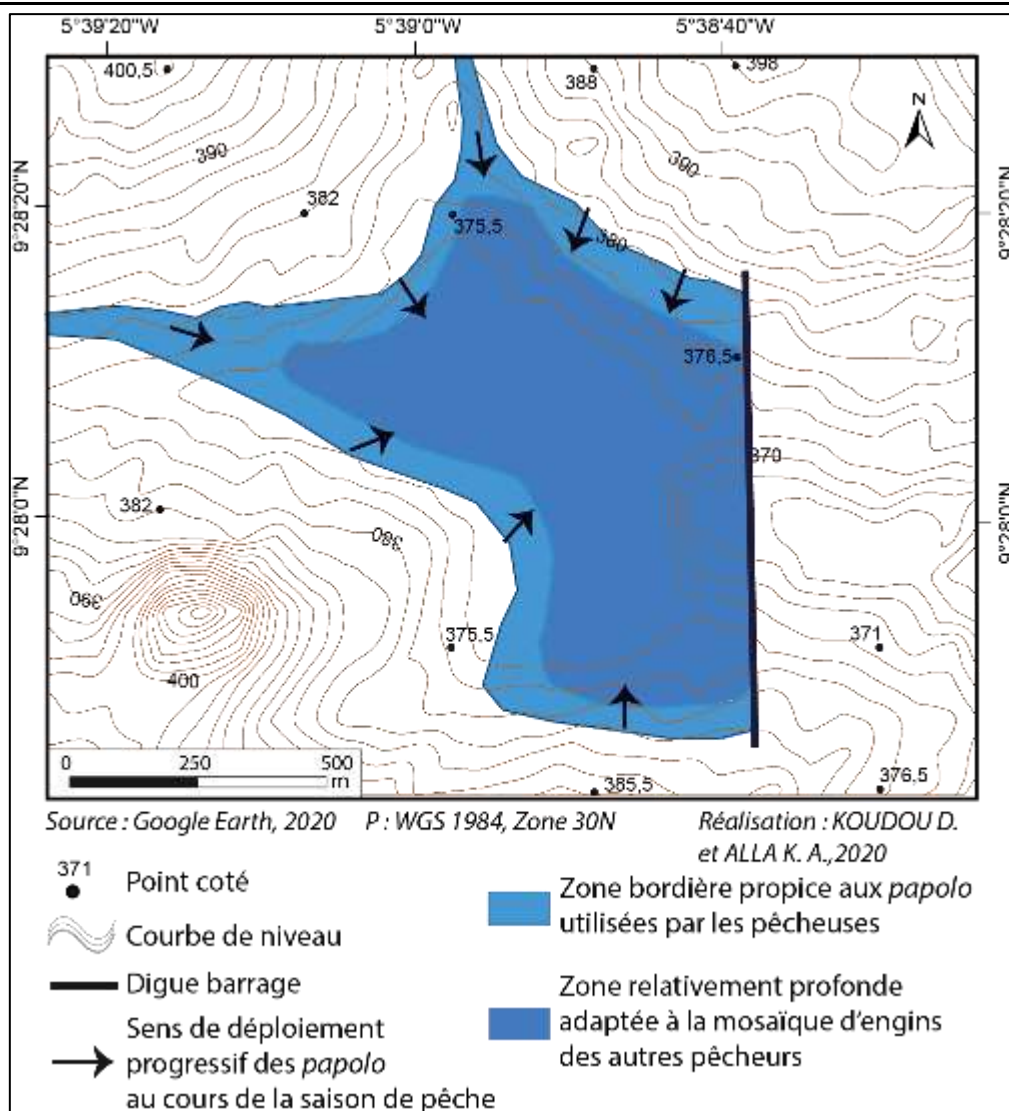 5°39'20"W 5°39'0"W 5°38'40"W
400,5
388
398
N
390
390
382
9°28'20"N
9°28'20"N
375,5
380
376,5
370
382
9°28'0"N
9°28'0"N
380
390
375,5
371
400
0 250 500
m
385,5
376,5
Source : Google Earth, 2020 P : WGS 1984, Zone 30N Réalisation : KOUDOU D.
et ALLA K. A.,2020
371
Point coté
Courbe de niveau
Digue barrage
Sens de déploiement
progressif des papolo
au cours de la saison de pêche
Zone bordière propice aux papolo
utilisées par les pêcheuses
Zone relativement profonde
adaptée à la mosaïque d'engins
des autres pêcheurs